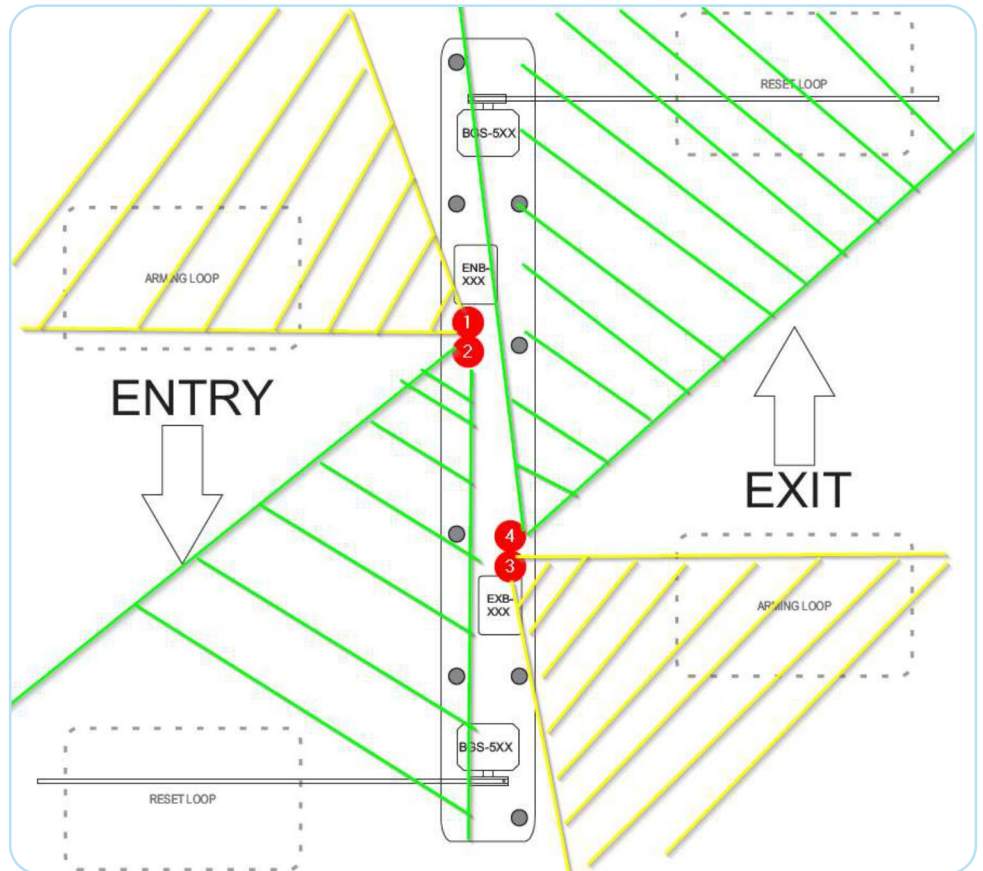 RESET LOOP
BGS-5XX
ENB-
XXX
ARMING LOOP
1
2
ENTRY
EXIT
4
3
EXB-
XXX
ARMING LOOP
BGS-5XX
RESET LOOP